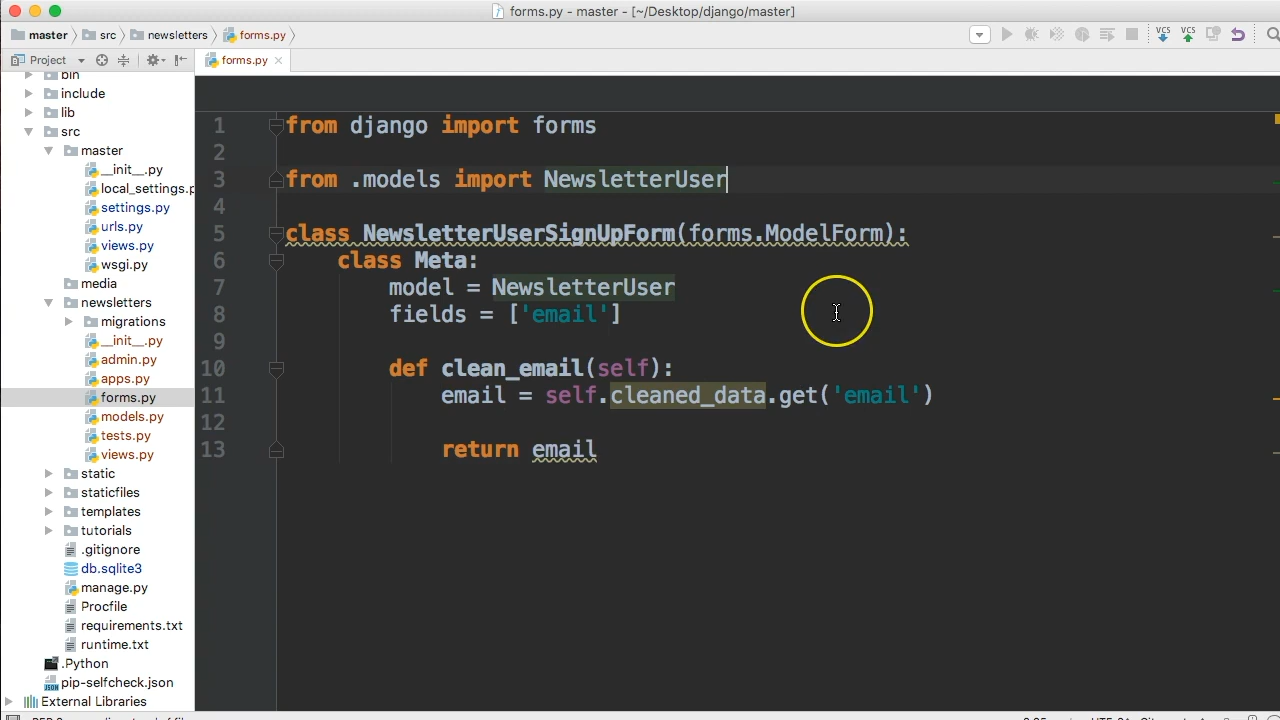 forms.py - master - [~/Desktop/django/master]
master src newsletters forms.py
VCS VCS
Project
forms.py
bin
include
lib
src
master
__init__.py
local_settings.p
settings.py
urls.py
views.py
wsgi.py
media
newsletters
migrations
__init__.py
admin.py
apps.py
forms.py
models.py
tests.py
views.py
static
staticfiles
templates
tutorials
.gitignore
db.sqlite3
manage.py
Procfile
requirements.txt
runtime.txt
.Python
JSON pip-selfcheck.json
External Libraries
1 from django import forms
2
3 from .models import NewsletterUser
4
5 class NewsletterUserSignUpForm(forms.ModelForm):
6 class Meta:
7 model = NewsletterUser
8 fields = ['email']
9
10 def clean_email(self):
11 email = self.cleaned_data.get('email')
12
13 return email